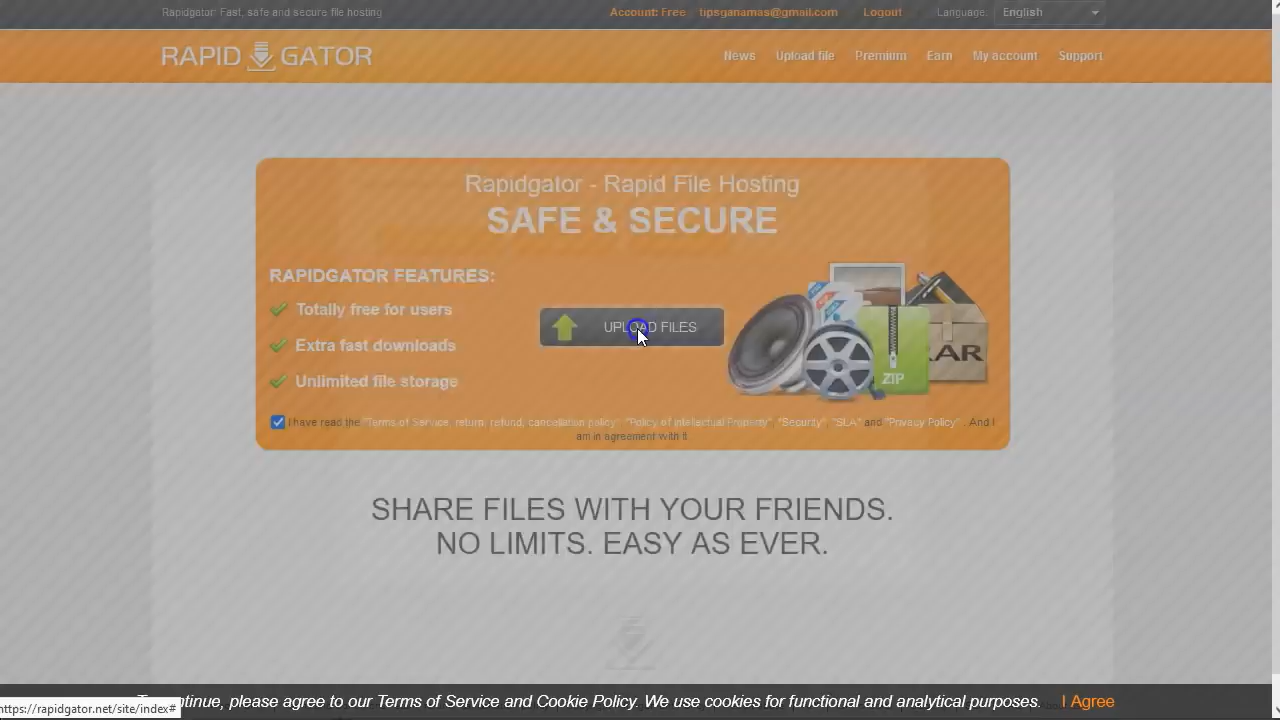 Rapidgator: Fast, safe and secure file hosting
Account: Free tipsganamas@gmail.com Logout Language: English
RAPID GATOR
News Upload file Premium Earn My account Support
Rapidgator - Rapid File Hosting
SAFE & SECURE
RAPIDGATOR FEATURES:
Totally free for users
Extra fast downloads
Unlimited file storage
UPLOAD FILES
ZIP
I have read the "Terms of Service, return, refund, cancellation policy", "Policy of Intellectual Property", "Security", "SLA" and "Privacy Policy" . And I
am in agreement with it
SHARE FILES WITH YOUR FRIENDS.
NO LIMITS. EASY AS EVER.
continue, please agree to our Terms of Service and Cookie Policy. We use cookies for functional and analytical purposes. I Agree
https://rapidgator.net/site/index#